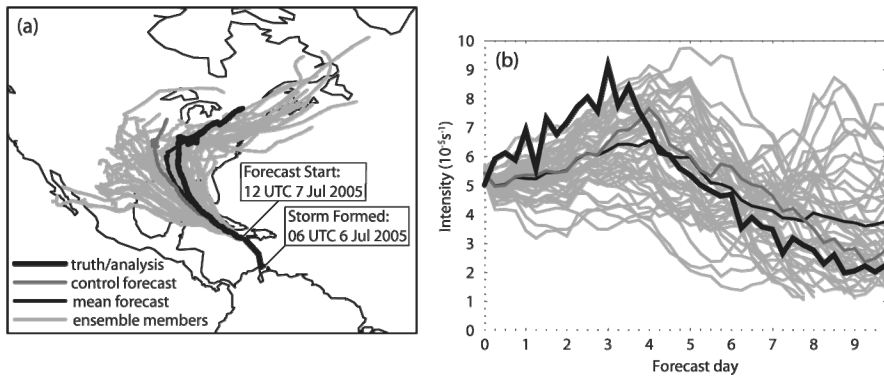 (a)
Forecast Start:
12 UTC 7 Jul 2005
Storm Formed:
06 UTC 6 Jul 2005
truth/analysis
control forecast
mean forecast
ensemble members
(b)
Intensity (10⁻⁵s⁻¹)
10
9
8
7
6
5
4
3
2
1
0
0 1 2 3 4 5 6 7 8 9
Forecast day